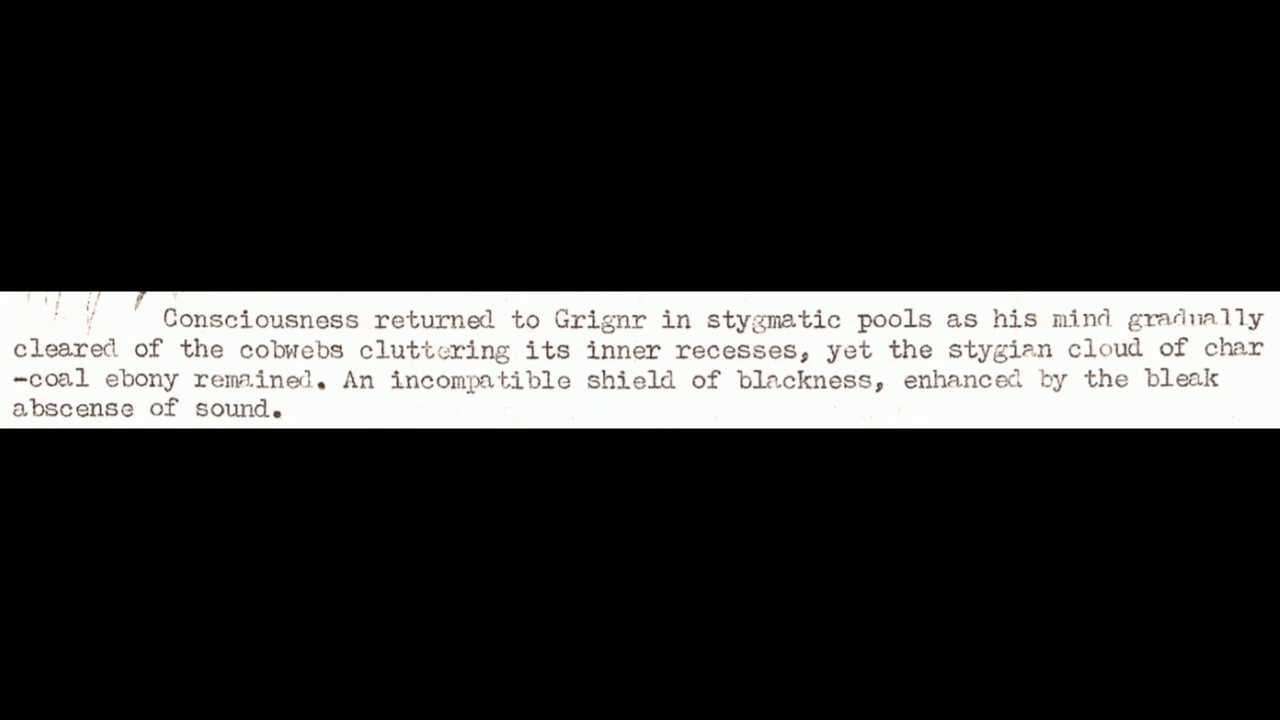 Consciousness returned to Grignr in stygmatic pools as his mind gradually
cleared of the cobwebs cluttering its inner recesses, yet the stygian cloud of char
-coal ebony remained. An incompatible shield of blackness, enhanced by the bleak
abscense of sound.